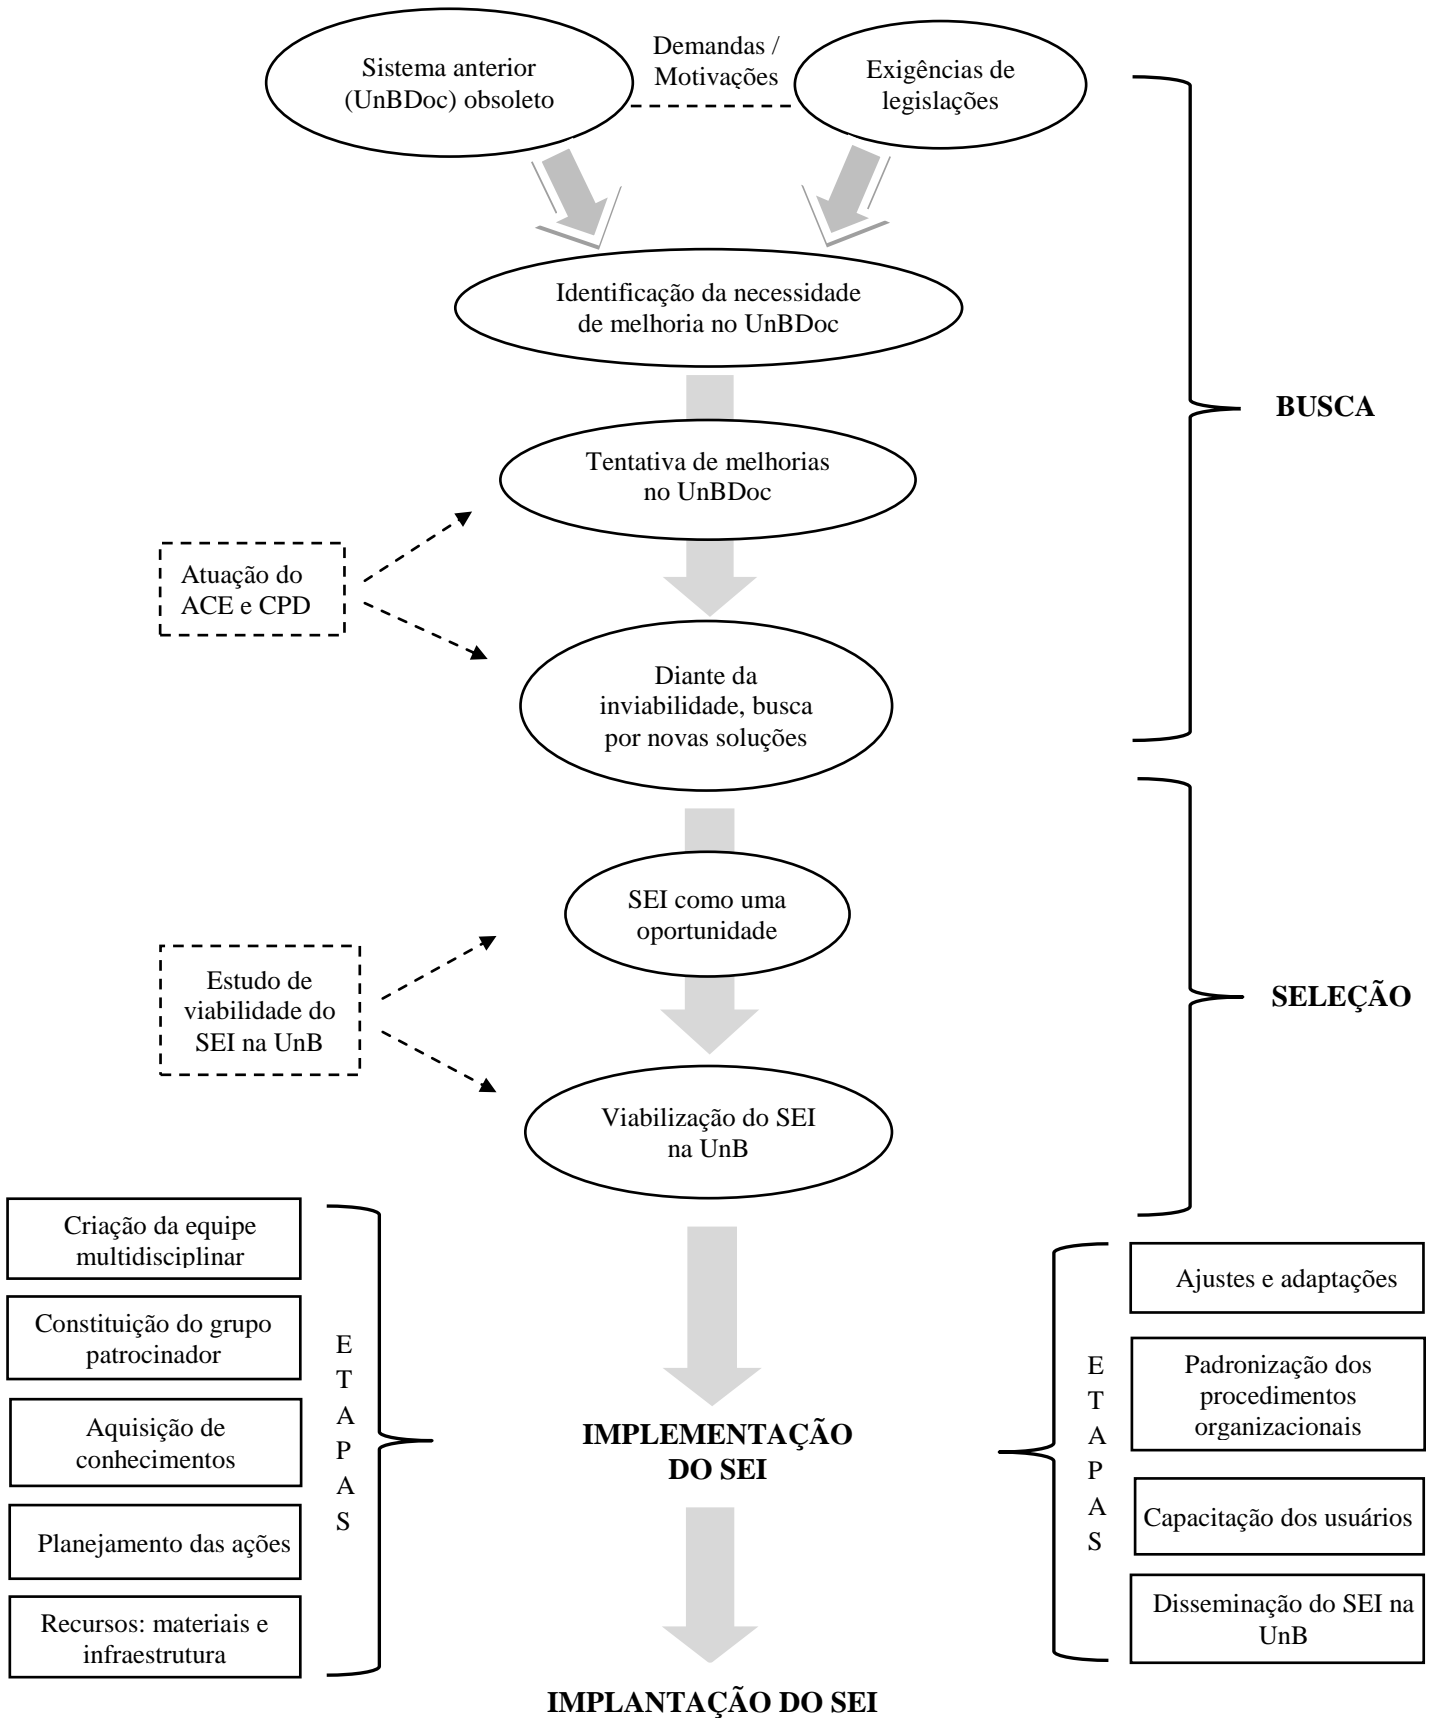 Sistema anterior
(UnBDoc) obsoleto
Demandas /
Motivações
Exigências de
legislações
Identificação da necessidade
de melhoria no UnBDoc
BUSCA
Tentativa de melhorias
no UnBDoc
Atuação do
ACE e CPD
Diante da
inviabilidade, busca
por novas soluções
SEI como uma
oportunidade
Estudo de
viabilidade do
SEI na UnB
SELEÇÃO
Viabilização do SEI
na UnB
Criação da equipe
multidisciplinar
Constituição do grupo
patrocinador
Aquisição de
conhecimentos
Planejamento das ações
Recursos: materiais e
infraestrutura
E
T
A
P
A
S
IMPLEMENTAÇÃO
DO SEI
E
T
A
P
A
S
Ajustes e adaptações
Padronização dos
procedimentos
organizacionais
Capacitação dos usuários
Disseminação do SEI na
UnB
IMPLANTAÇÃO DO SEI